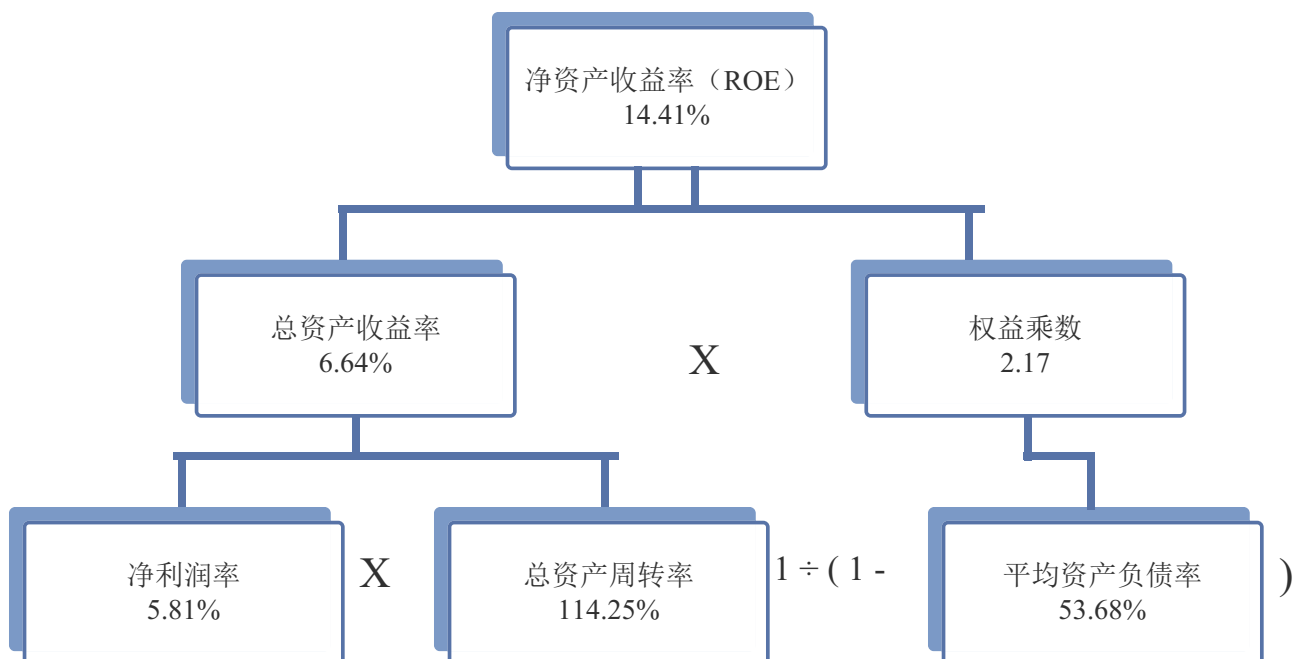 净资产收益率（ROE）
14.41%
总资产收益率
6.64%
X
权益乘数
2.17
净利润率
5.81%
X
总资产周转率
114.25%
1 ÷ ( 1 -
平均资产负债率
53.68%
)